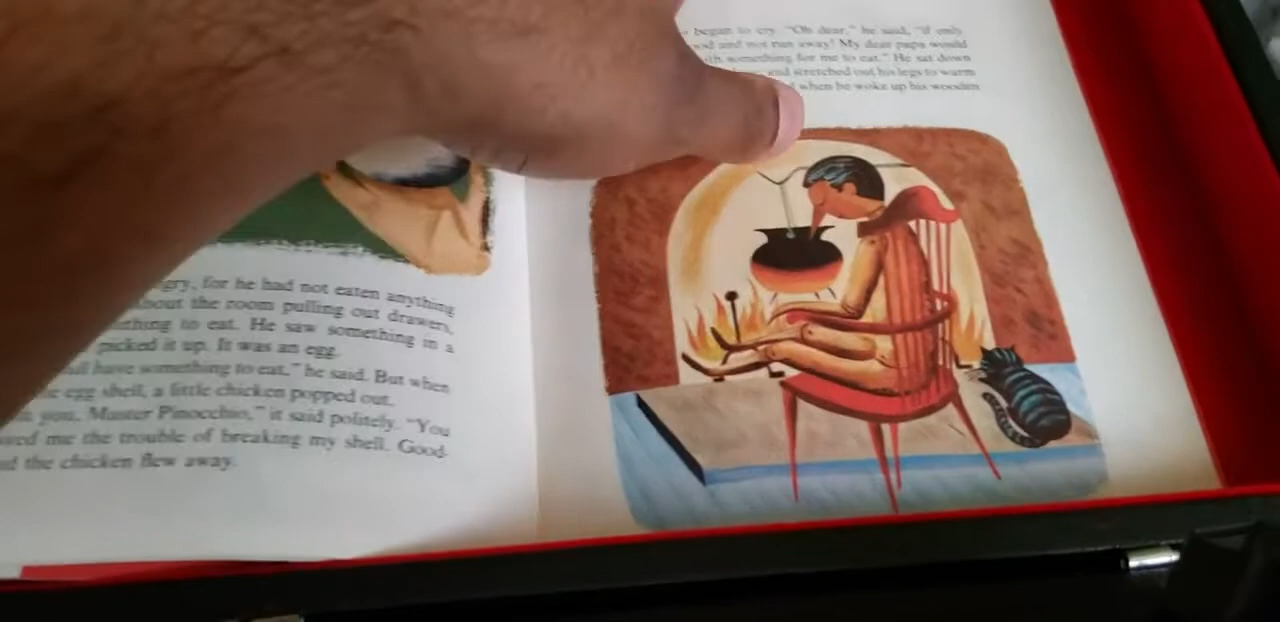 gry, for he had not eaten anything
bout the room pulling out drawers,
thing to eat. He saw something in a
picked it up. It was an egg.
have something to eat," he said. But when
egg shell, a little chicken popped out.
you, Master Pinocchio," it said politely. "You
ved me the trouble of breaking my shell. Good-
d the chicken flew away.
began to cry. "Oh dear," he said, "if only
and not run away! My dear papa would
something for me to eat." He sat down
and stretched out his legs to warm
when he woke up his wooden